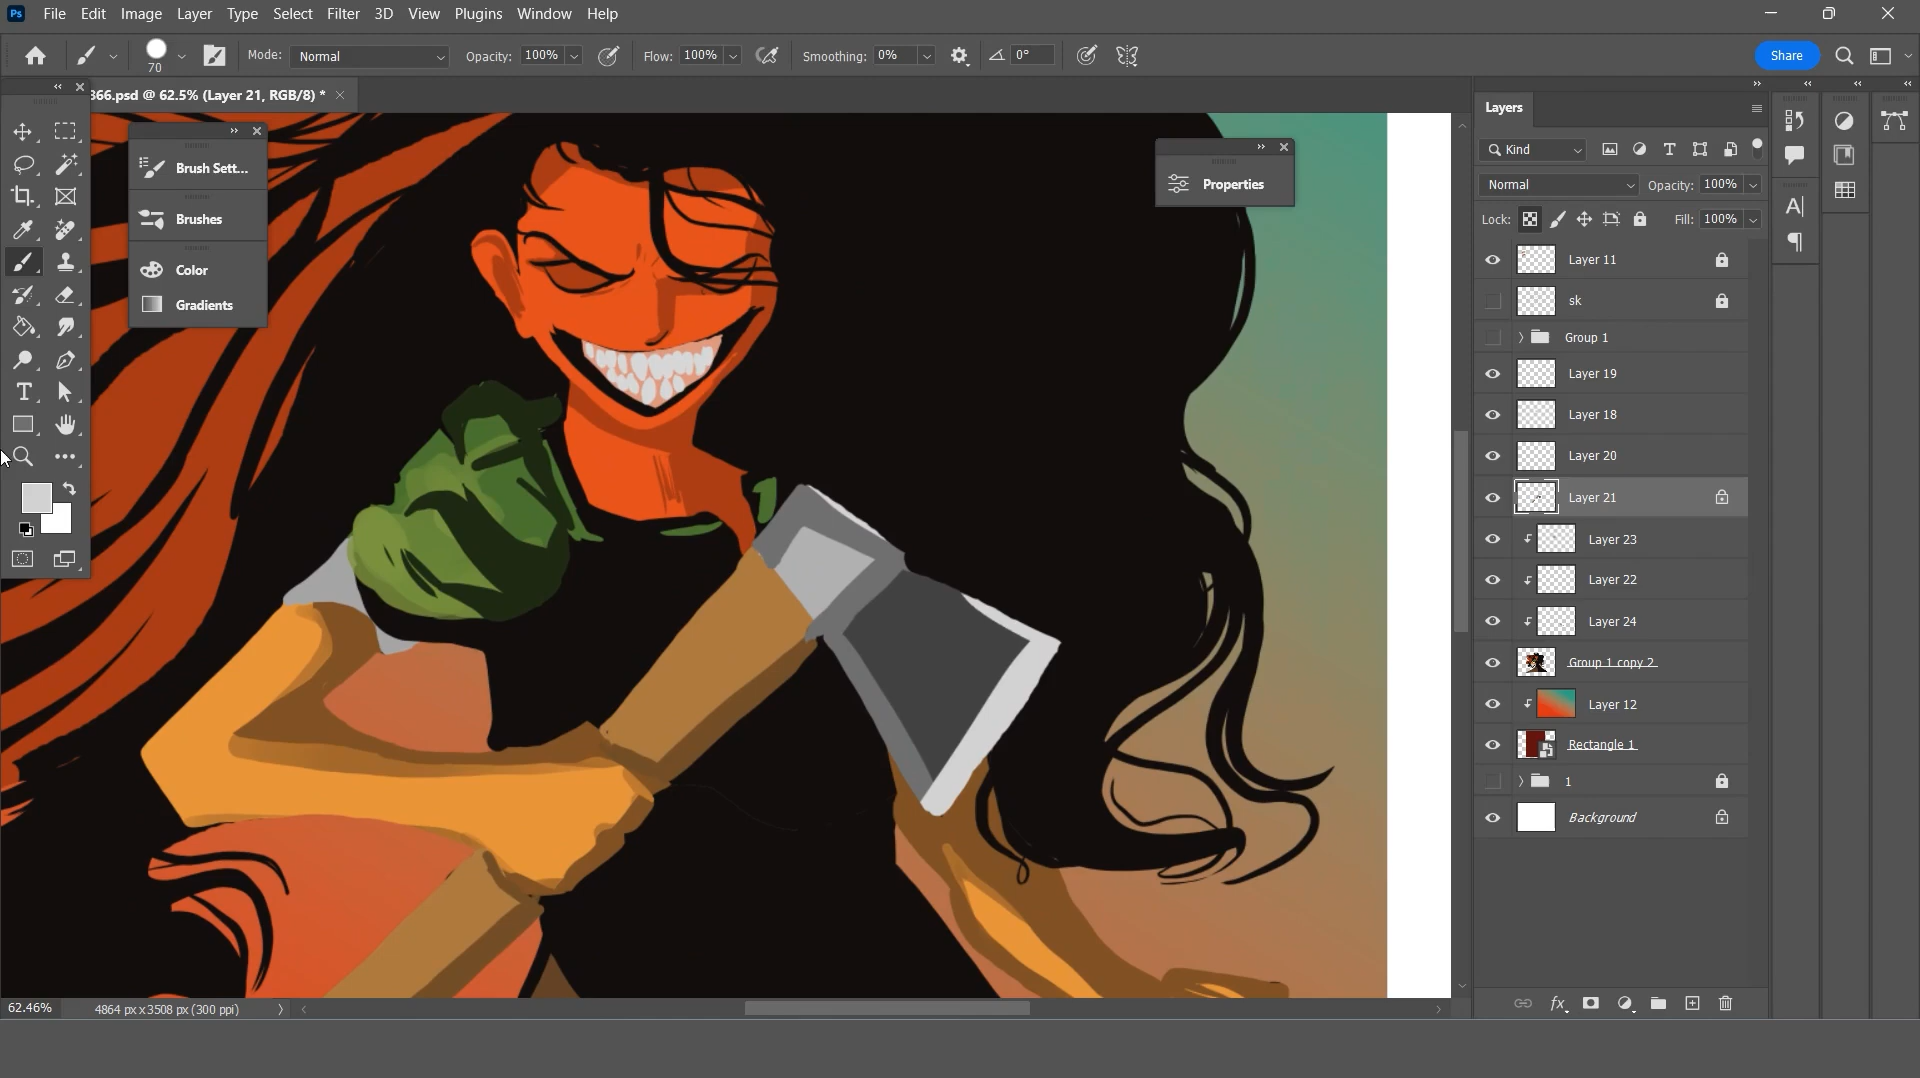 Ps File Edit Image Layer Type Select Filter 3D View Plugins Window Help
70 Mode: Normal Opacity: 100% Flow: 100% Smoothing: 0% 0° Share
366.psd @ 62.5% (Layer 21, RGB/8) *
Brush Sett...
Brushes
Color
Gradients
Properties
Layers
Kind
Normal Opacity: 100%
Lock: Fill: 100%
Layer 11
sk
Group 1
Layer 19
Layer 18
Layer 20
Layer 21
Layer 23
Layer 22
Layer 24
Group 1 copy 2
Layer 12
Rectangle 1
1
Background
62.46% 4864 px x 3508 px (300 ppi)